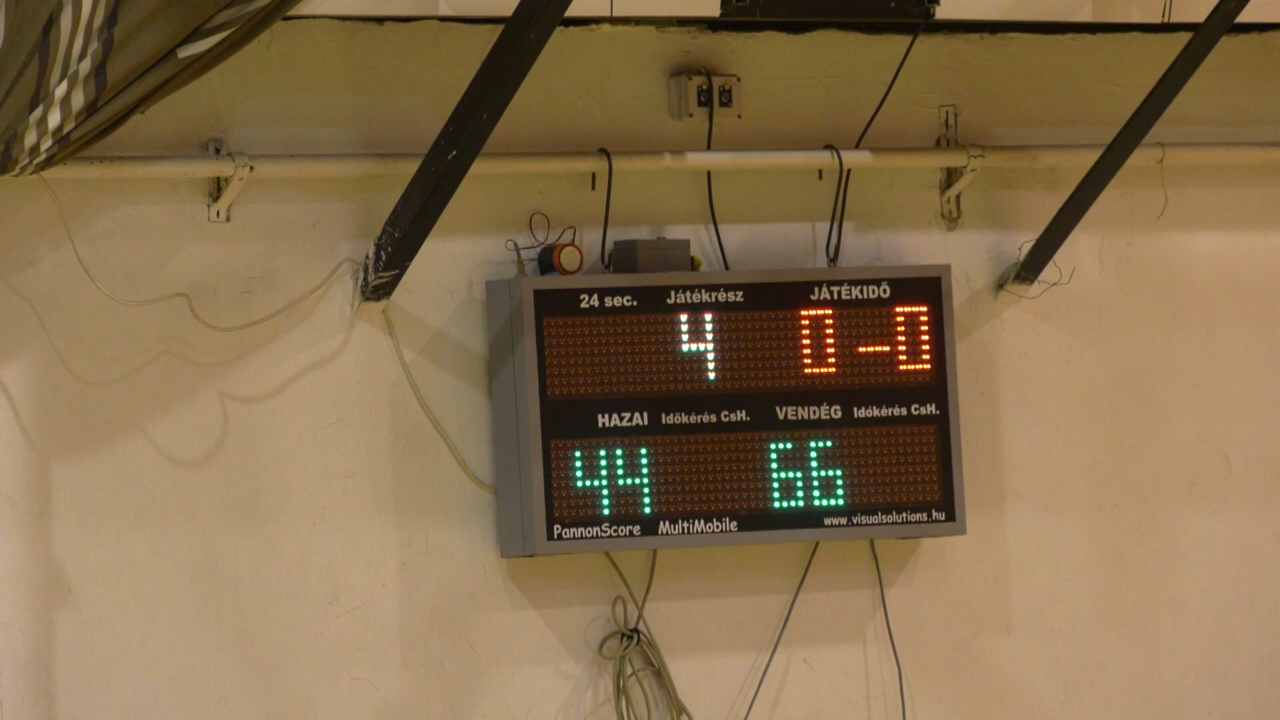 24 sec. Játékrész JÁTÉKIDŐ
4 0-0
HAZAI Időkérés CsH. VENDÉG Időkérés CsH.
44 66
PannonScore MultiMobile www.visualsolutions.hu